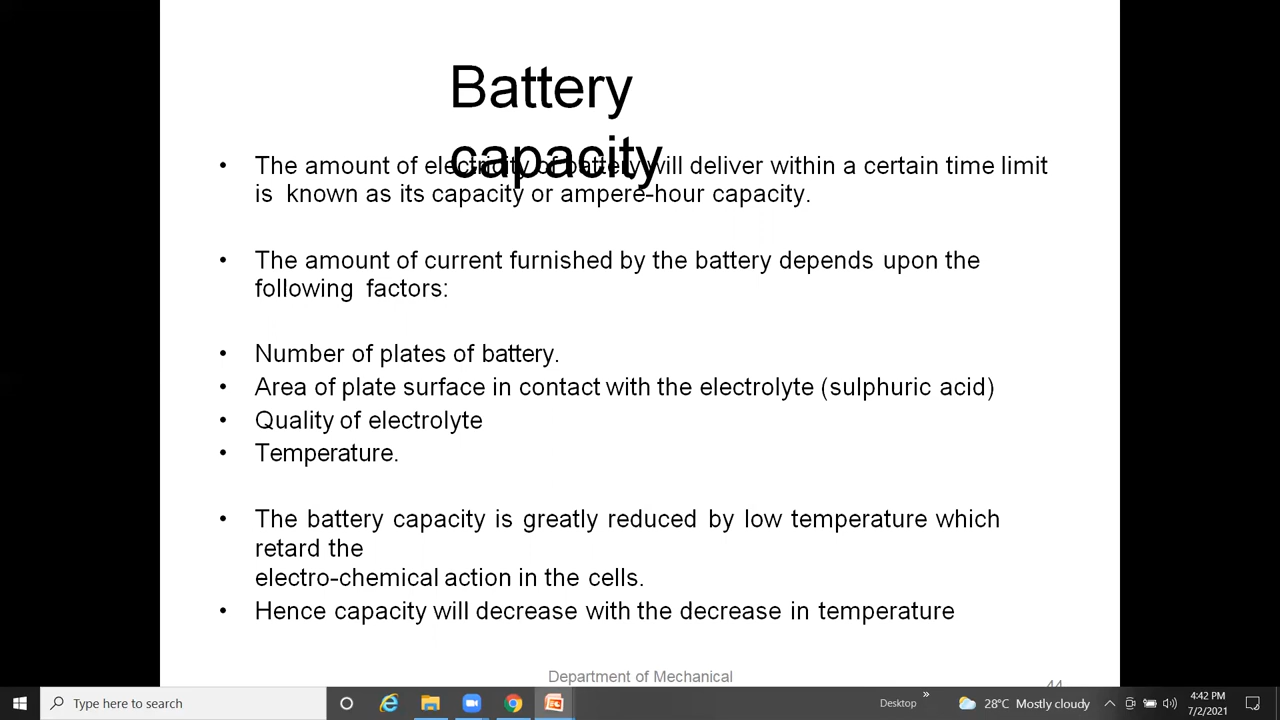 Battery
capacity
• The amount of electricity of battery will deliver within a certain time limit
is known as its capacity or ampere-hour capacity.
• The amount of current furnished by the battery depends upon the
following factors:
• Number of plates of battery.
• Area of plate surface in contact with the electrolyte (sulphuric acid)
• Quality of electrolyte
• Temperature.
• The battery capacity is greatly reduced by low temperature which
retard the
electro-chemical action in the cells.
• Hence capacity will decrease with the decrease in temperature
Department of Mechanical
44
Type here to search
Desktop
28°C Mostly cloudy
4:42 PM
7/2/2021